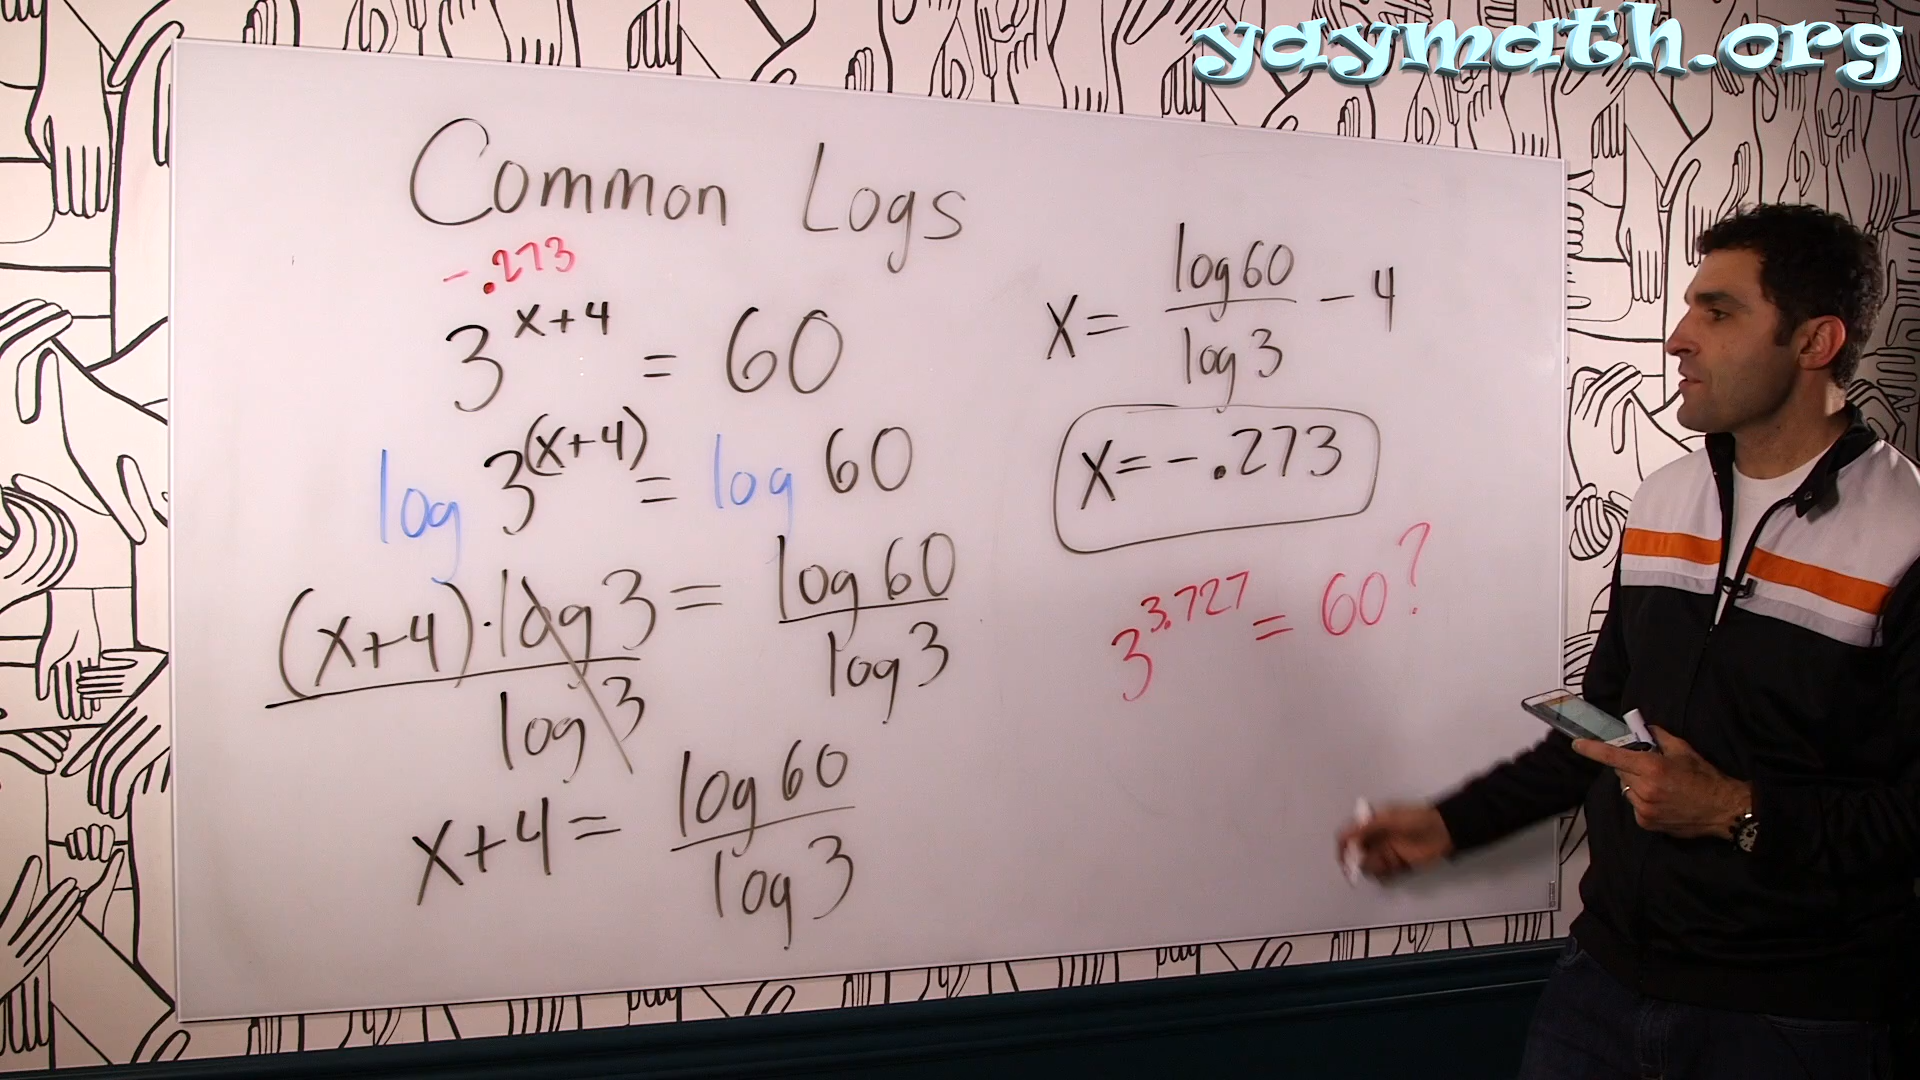 yaymath.org
Common Logs
-.273
3^(x+4) = 60
log 3^(x+4) = log 60
(x+4)·log 3 / log 3 = log 60 / log 3
x+4 = log 60 / log 3
x = log 60 / log 3 - 4
x = -.273
3^3.727 = 60?